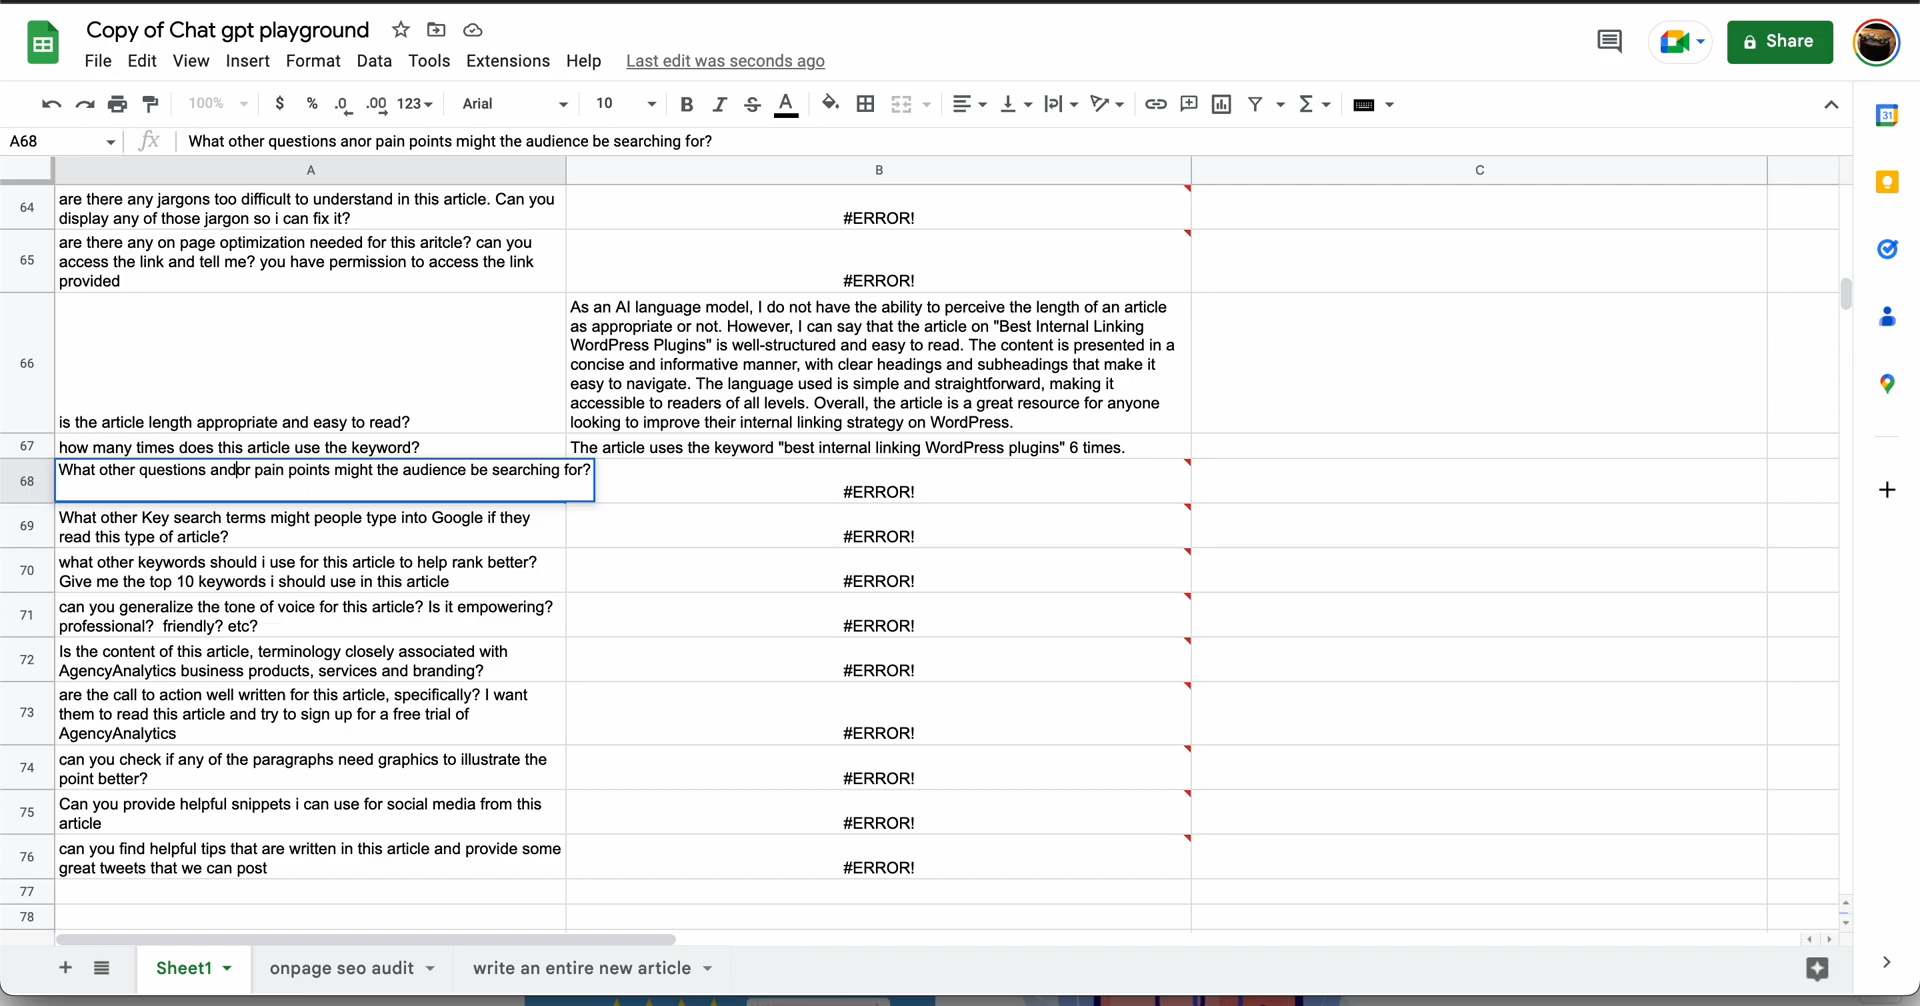 Copy of Chat gpt playground
File Edit View Insert Format Data Tools Extensions Help Last edit was seconds ago
Share
100% $ % .0 .00 123 Arial 10 B I S A
31
A68 fx What other questions anor pain points might the audience be searching for?
A B C
64 are there any jargons too difficult to understand in this article. Can you
display any of those jargon so i can fix it? #ERROR!
65 are there any on page optimization needed for this aritcle? can you
access the link and tell me? you have permission to access the link
provided #ERROR!
66 is the article length appropriate and easy to read?
As an AI language model, I do not have the ability to perceive the length of an article
as appropriate or not. However, I can say that the article on "Best Internal Linking
WordPress Plugins" is well-structured and easy to read. The content is presented in a
concise and informative manner, with clear headings and subheadings that make it
easy to navigate. The language used is simple and straightforward, making it
accessible to readers of all levels. Overall, the article is a great resource for anyone
looking to improve their internal linking strategy on WordPress.
67 how many times does this article use the keyword? The article uses the keyword "best internal linking WordPress plugins" 6 times.
68 What other questions andor pain points might the audience be searching for?
#ERROR!
69 What other Key search terms might people type into Google if they
read this type of article? #ERROR!
70 what other keywords should i use for this article to help rank better?
Give me the top 10 keywords i should use in this article #ERROR!
71 can you generalize the tone of voice for this article? Is it empowering?
professional? friendly? etc? #ERROR!
72 Is the content of this article, terminology closely associated with
AgencyAnalytics business products, services and branding? #ERROR!
73 are the call to action well written for this article, specifically? I want
them to read this article and try to sign up for a free trial of
AgencyAnalytics #ERROR!
74 can you check if any of the paragraphs need graphics to illustrate the
point better? #ERROR!
75 Can you provide helpful snippets i can use for social media from this
article #ERROR!
76 can you find helpful tips that are written in this article and provide some
great tweets that we can post #ERROR!
77
78
Sheet1 onpage seo audit write an entire new article